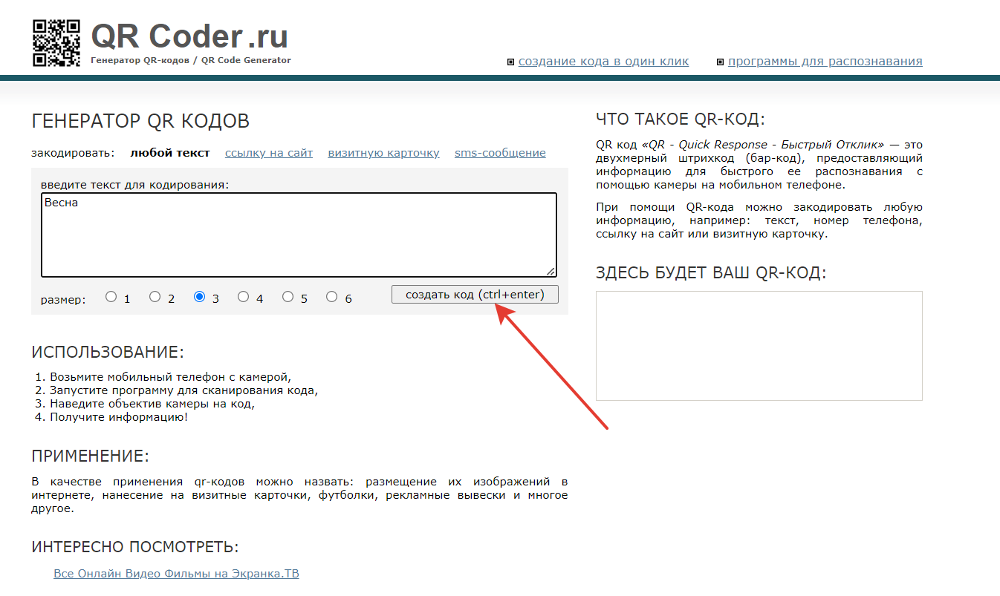 QR Coder.ru
Генератор QR-кодов / QR Code Generator
создание кода в один клик
программы для распознавания
ГЕНЕРАТОР QR КОДОВ
закодировать: любой текст ссылку на сайт визитную карточку sms-сообщение
введите текст для кодирования:
Весна
размер: 1 2 3 4 5 6
создать код (ctrl+enter)
ИСПОЛЬЗОВАНИЕ:
1. Возьмите мобильный телефон с камерой,
2. Запустите программу для сканирования кода,
3. Наведите объектив камеры на код,
4. Получите информацию!
ПРИМЕНЕНИЕ:
В качестве применения qr-кодов можно назвать: размещение их изображений в
интернете, нанесение на визитные карточки, футболки, рекламные вывески и многое
другое.
ИНТЕРЕСНО ПОСМОТРЕТЬ:
Все Онлайн Видео Фильмы на Экранка.ТВ
ЧТО ТАКОЕ QR-КОД:
QR код «QR - Quick Response - Быстрый Отклик» — это
двухмерный штрихкод (бар-код), предоставляющий
информацию для быстрого ее распознавания с
помощью камеры на мобильном телефоне.
При помощи QR-кода можно закодировать любую
информацию, например: текст, номер телефона,
ссылку на сайт или визитную карточку.
ЗДЕСЬ БУДЕТ ВАШ QR-КОД: